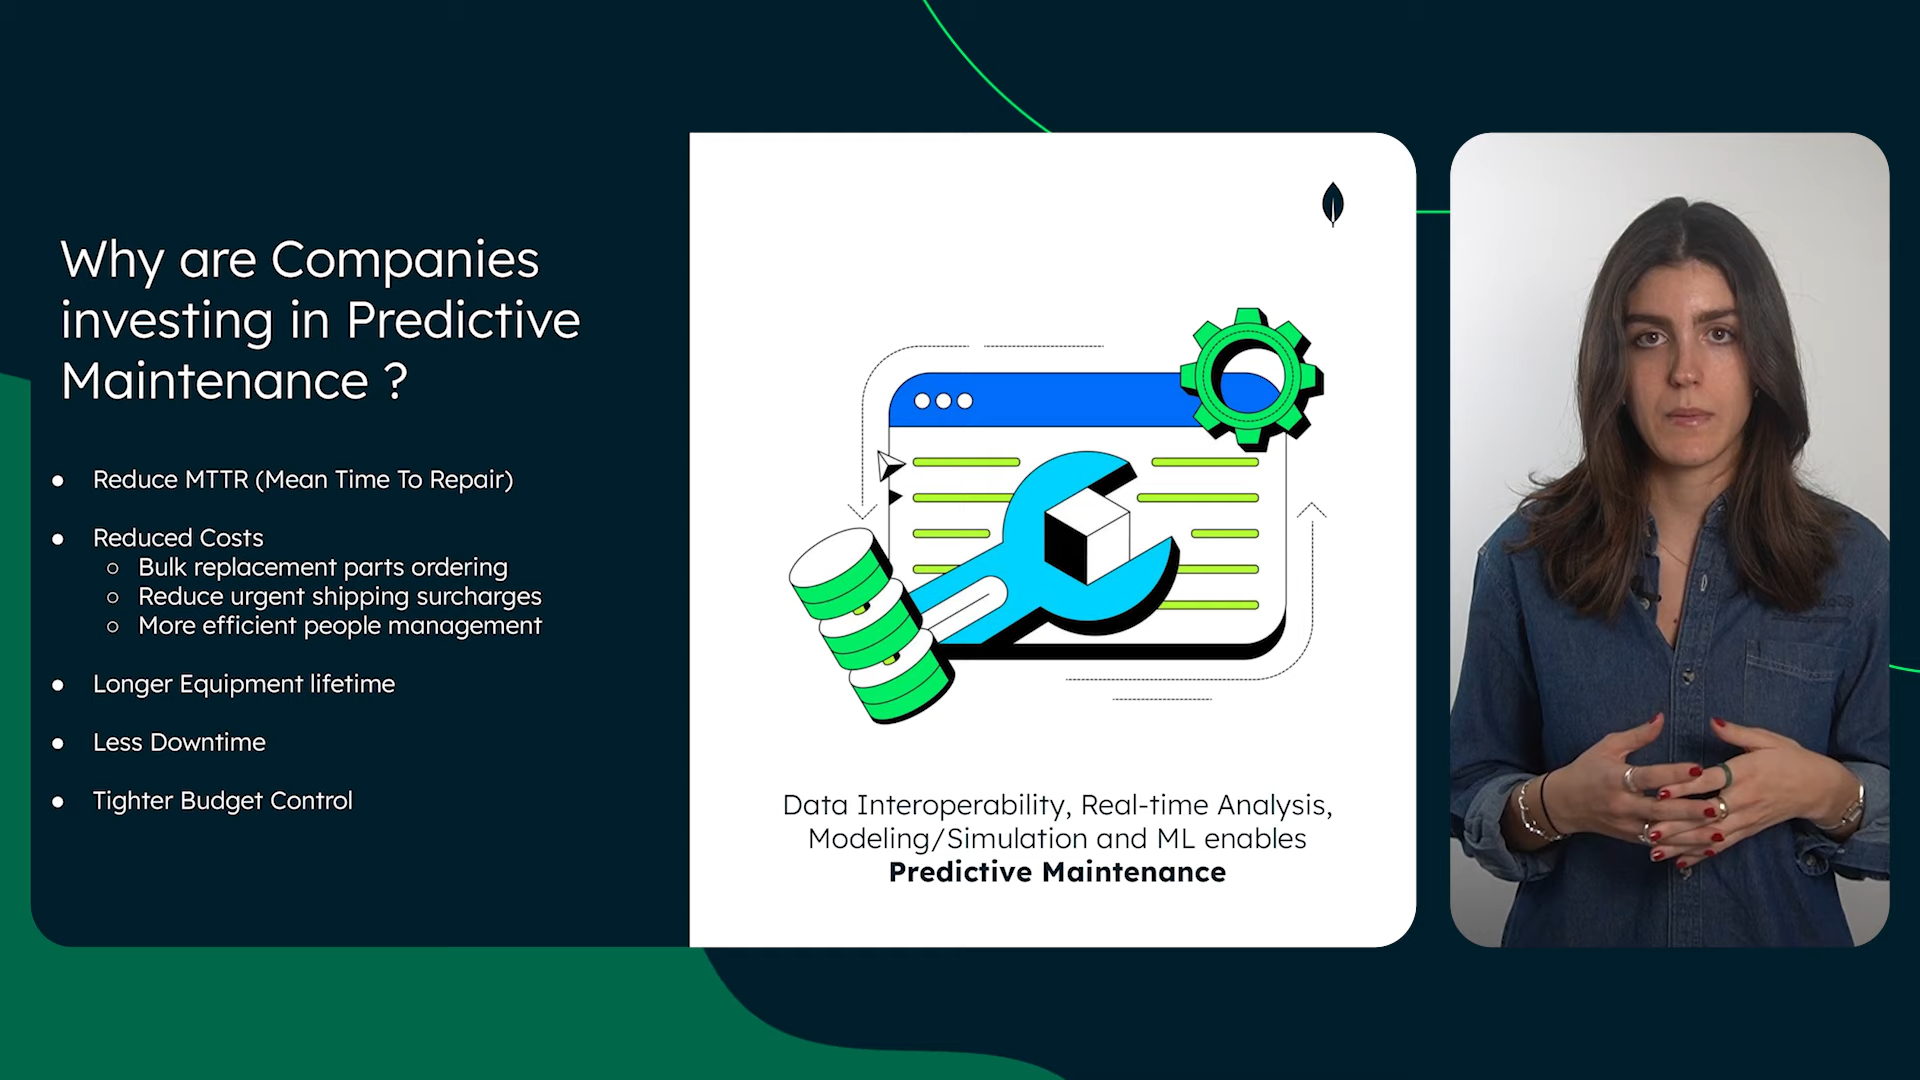 Why are Companies
investing in Predictive
Maintenance ?
● Reduce MTTR (Mean Time To Repair)
● Reduced Costs
○ Bulk replacement parts ordering
○ Reduce urgent shipping surcharges
○ More efficient people management
● Longer Equipment lifetime
● Less Downtime
● Tighter Budget Control
Data Interoperability, Real-time Analysis,
Modeling/Simulation and ML enables
Predictive Maintenance